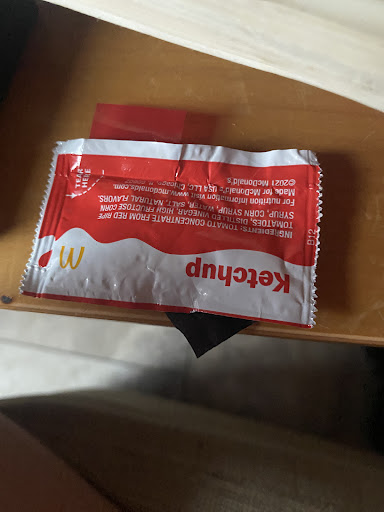 Ketchup
INGREDIENTS: TOMATO CONCENTRATE FROM RED RIPE
TOMATOES, DISTILLED VINEGAR, HIGH FRUCTOSE CORN
SYRUP, CORN SYRUP, WATER, SALT, NATURAL FLAVORS.
For nutrition information visit www.mcdonalds.com
Made for McDonald's USA LLC, Chicago
©2021 McDonald's
TEAR
HERE
B12
M